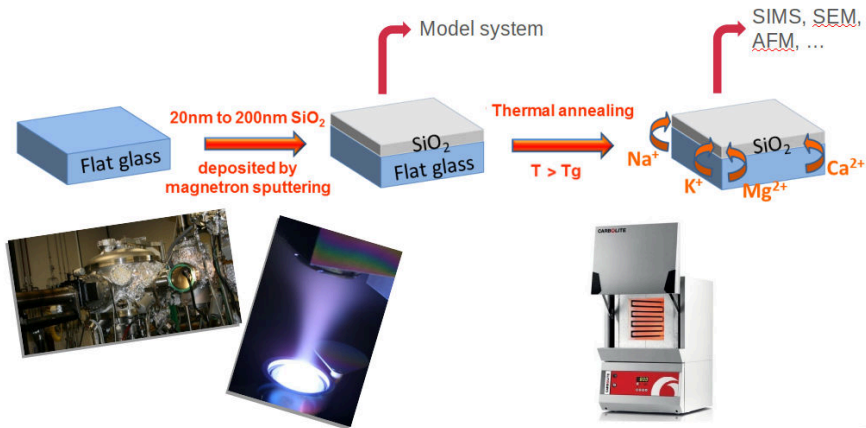 Model system
SIMS, SEM,
AFM, ...
20nm to 200nm SiO₂
deposited by
magnetron sputtering
Flat glass
SiO₂
Flat glass
Thermal annealing
T > Tg
SiO₂
Na⁺
K⁺
Mg²⁺
Ca²⁺
CARBOLITE